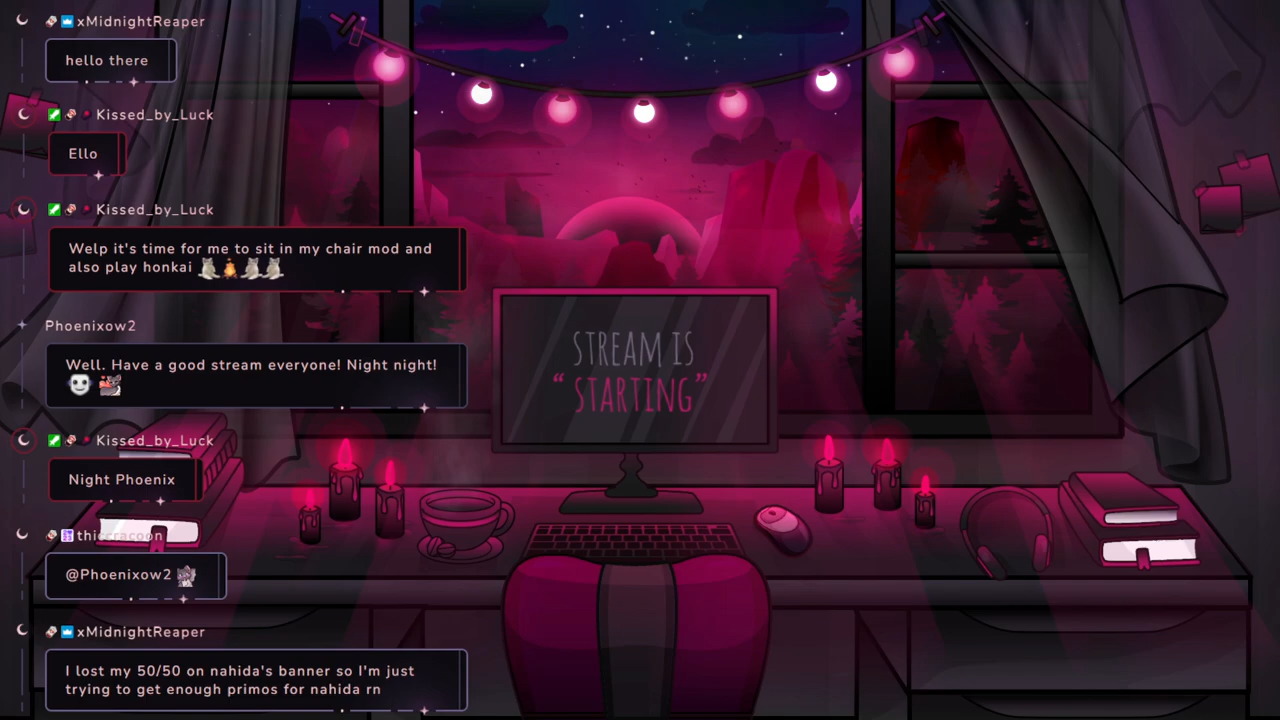 xMidnightReaper
hello there
Kissed_by_Luck
Ello
Kissed_by_Luck
Welp it's time for me to sit in my chair mod and
also play honkai
Phoenixow2
Well. Have a good stream everyone! Night night!
Kissed_by_Luck
Night Phoenix
thiccracoon
@Phoenixow2
xMidnightReaper
I lost my 50/50 on nahida's banner so I'm just
trying to get enough primos for nahida rn
STREAM IS
“ STARTING”